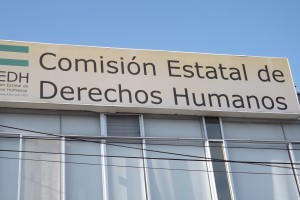 EDH
Comisión Estatal de
Derechos Humanos